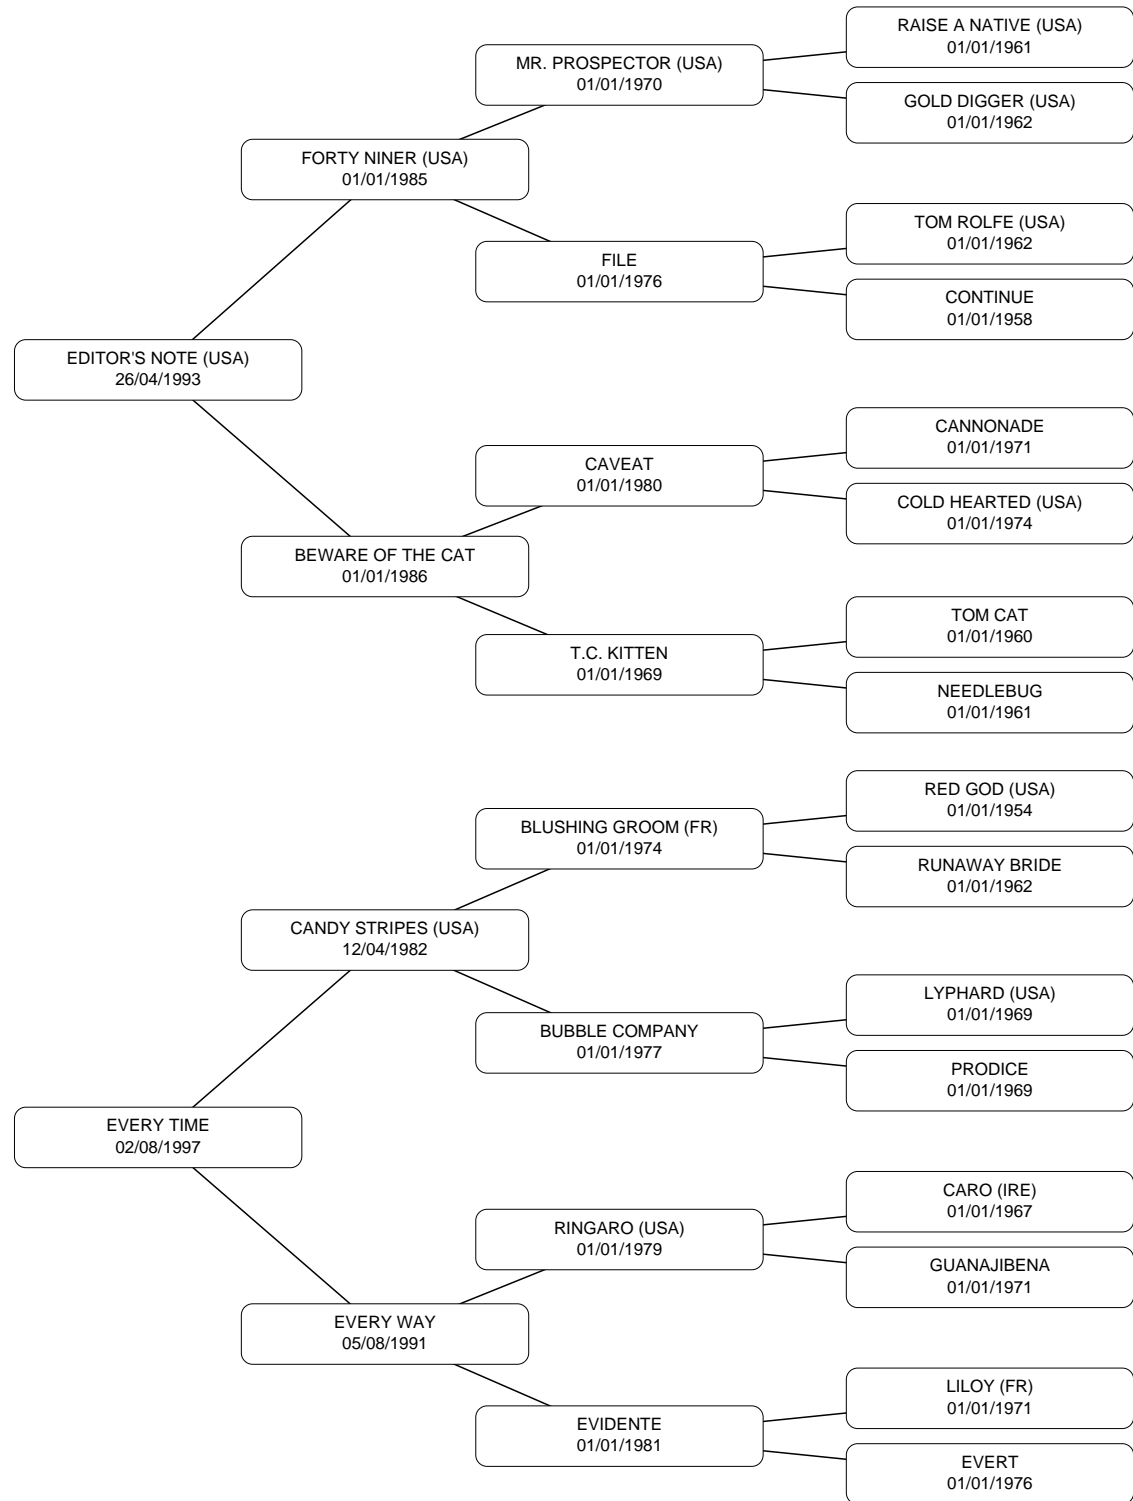 RAISE A NATIVE (USA)
01/01/1961
MR. PROSPECTOR (USA)
01/01/1970
GOLD DIGGER (USA)
01/01/1962
FORTY NINER (USA)
01/01/1985
TOM ROLFE (USA)
01/01/1962
FILE
01/01/1976
CONTINUE
01/01/1958
EDITOR'S NOTE (USA)
26/04/1993
CANNONADE
01/01/1971
CAVEAT
01/01/1980
COLD HEARTED (USA)
01/01/1974
BEWARE OF THE CAT
01/01/1986
TOM CAT
01/01/1960
T.C. KITTEN
01/01/1969
NEEDLEBUG
01/01/1961
RED GOD (USA)
01/01/1954
BLUSHING GROOM (FR)
01/01/1974
RUNAWAY BRIDE
01/01/1962
CANDY STRIPES (USA)
12/04/1982
LYPHARD (USA)
01/01/1969
BUBBLE COMPANY
01/01/1977
PRODICE
01/01/1969
EVERY TIME
02/08/1997
CARO (IRE)
01/01/1967
RINGARO (USA)
01/01/1979
GUANAJIBENA
01/01/1971
EVERY WAY
05/08/1991
LILOY (FR)
01/01/1971
EVIDENTE
01/01/1981
EVERT
01/01/1976